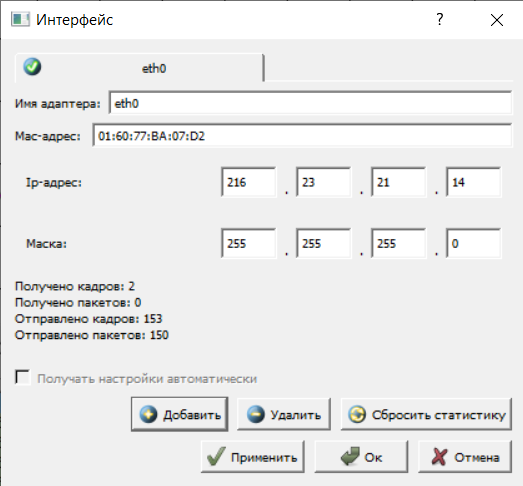 Интерфейс
eth0
Имя адаптера: eth0
Mac-адрес: 01:60:77:BA:07:D2
Ip-адрес: 216 . 23 . 21 . 14
Маска: 255 . 255 . 255 . 0
Получено кадров: 2
Получено пакетов: 0
Отправлено кадров: 153
Отправлено пакетов: 150
Получать настройки автоматически
Добавить Удалить Сбросить статистику
Применить Ок Отмена